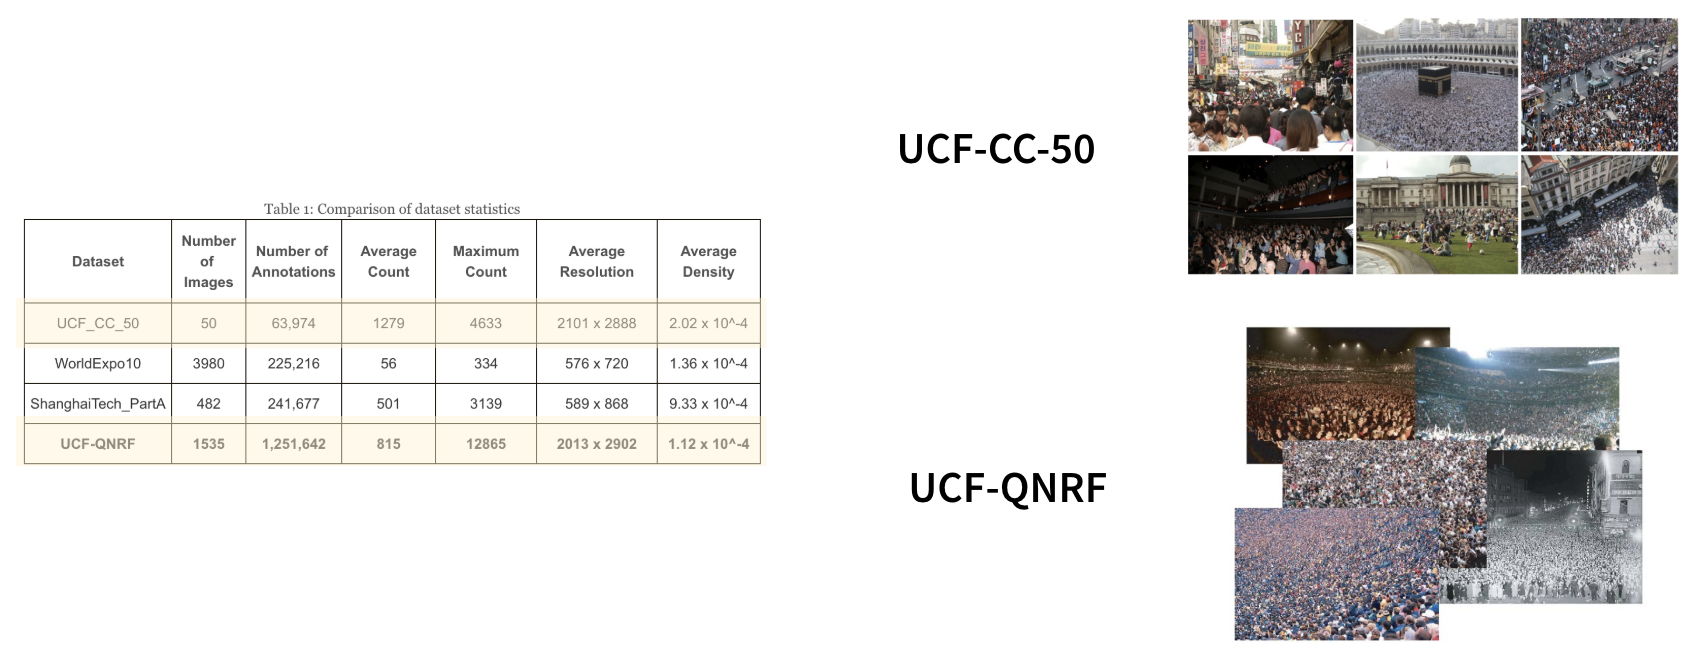 Table 1: Comparison of dataset statistics
Dataset
Number
of
Images
Number of
Annotations
Average
Count
Maximum
Count
Average
Resolution
Average
Density
UCF_CC_50 50 63,974 1279 4633 2101 x 2888 2.02 x 10^-4
WorldExpo10 3980 225,216 56 334 576 x 720 1.36 x 10^-4
ShanghaiTech_PartA 482 241,677 501 3139 589 x 868 9.33 x 10^-4
UCF-QNRF 1535 1,251,642 815 12865 2013 x 2902 1.12 x 10^-4
UCF-CC-50
UCF-QNRF